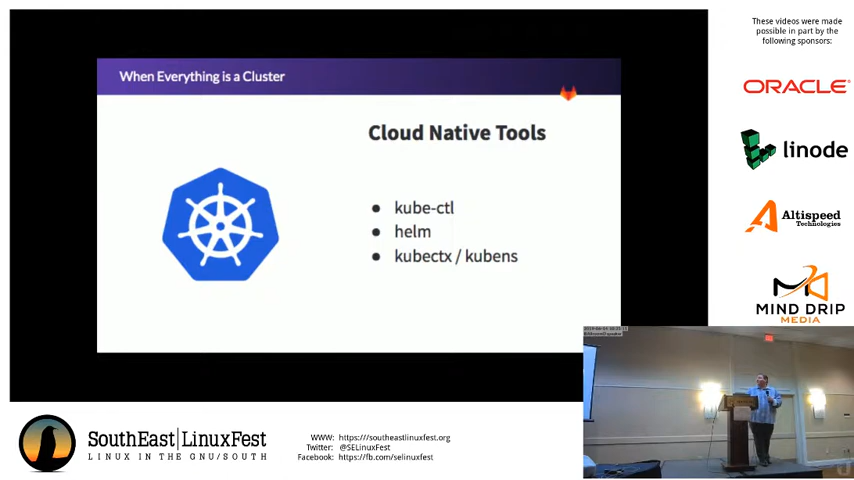 When Everything is a Cluster
Cloud Native Tools
kube-ctl
helm
kubectx / kubens
These videos were made
possible in part by the
following sponsors:
ORACLE®
linode
Altispeed
Technologies
MIND DRIP
MEDIA
SouthEast|LinuxFest
LINUX IN THE GNU/SOUTH
WWW: https:///southeastlinuxfest.org
Twitter: @SELinuxFest
Facebook: https://fb.com/selinuxfest